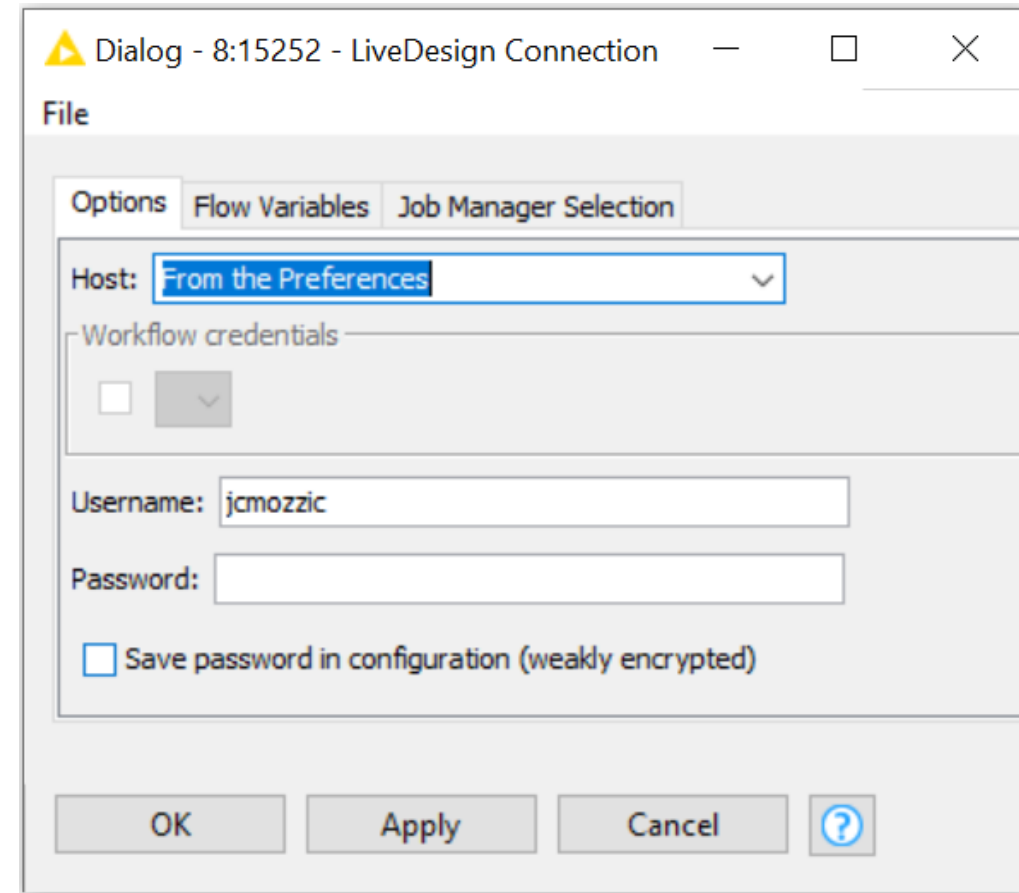 Dialog - 8:15252 - LiveDesign Connection
File
Options Flow Variables Job Manager Selection
Host: From the Preferences
Workflow credentials
Username: jcmozzic
Password:
Save password in configuration (weakly encrypted)
OK Apply Cancel ?